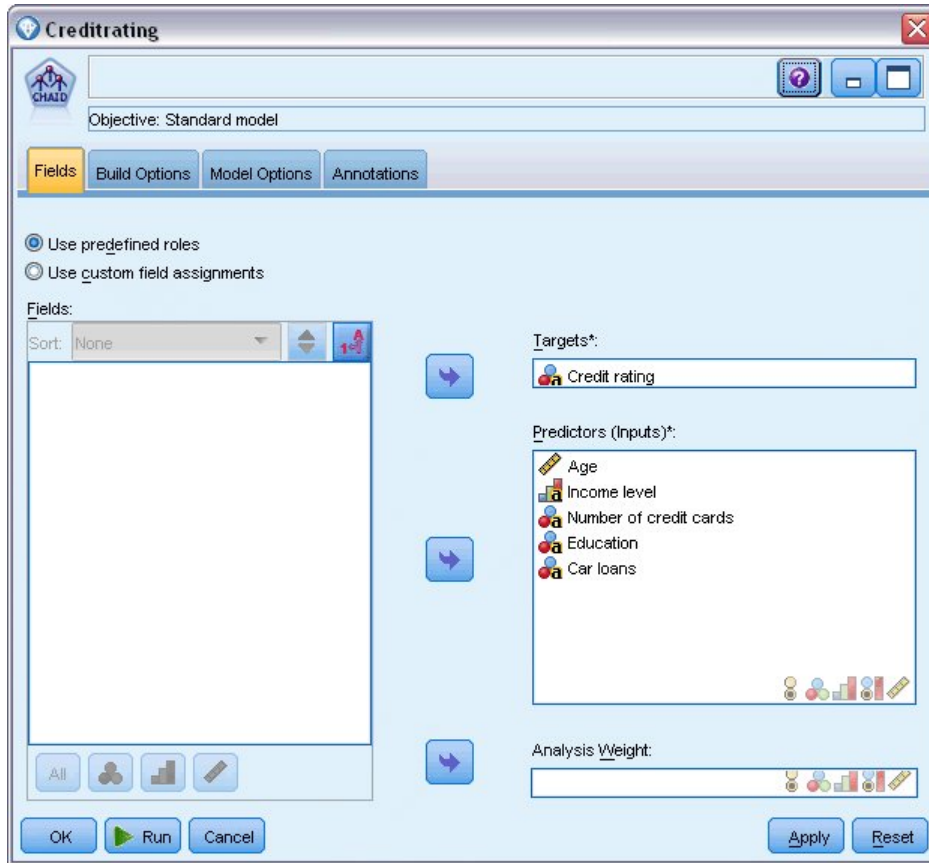 Creditrating
CHAID
Objective: Standard model
Fields Build Options Model Options Annotations
Use predefined roles
Use custom field assignments
Fields:
Sort: None
Targets*:
Credit rating
Predictors (Inputs)*:
Age
Income level
Number of credit cards
Education
Car loans
Analysis Weight:
All
OK Run Cancel Apply Reset